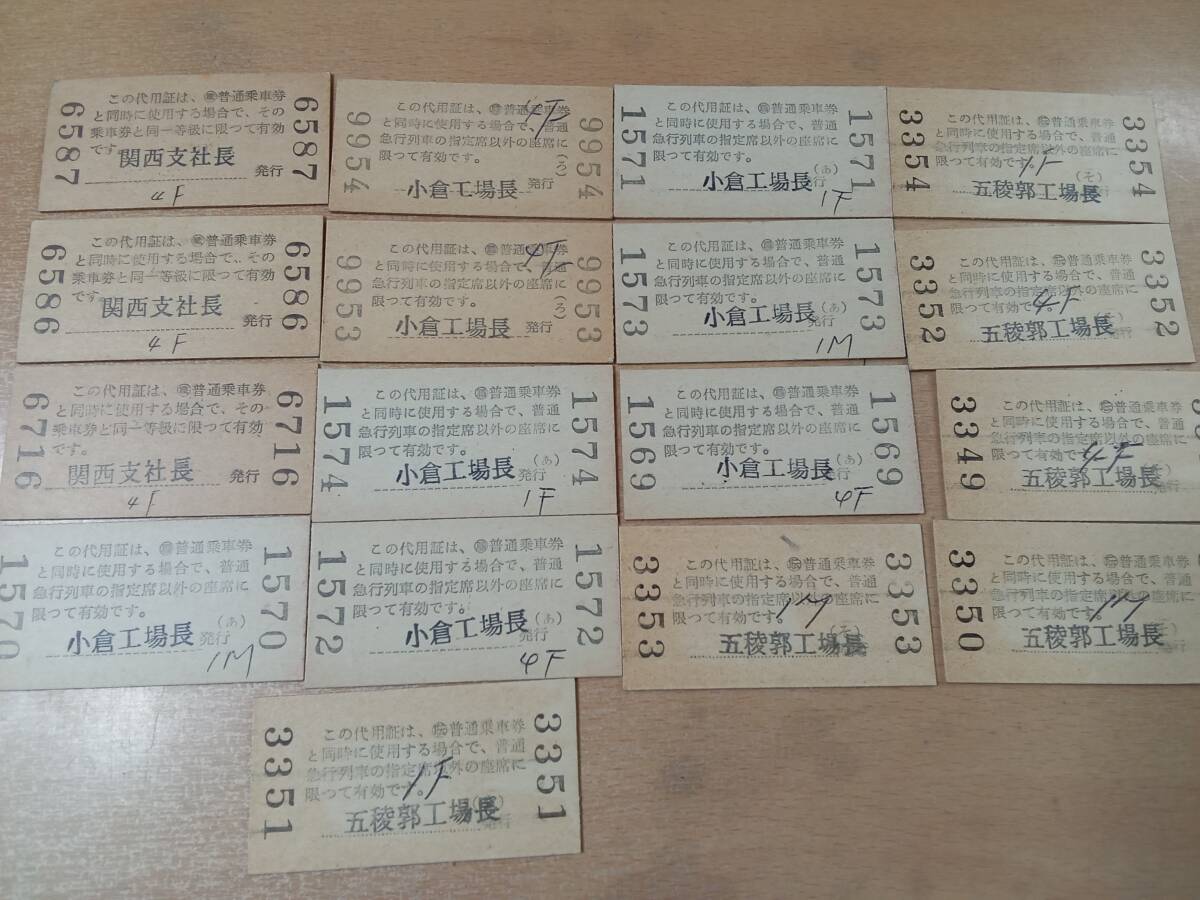 6587
この代用証は、普通乗車券
と同時に使用する場合で、その
乗車券と同一等級に限つて有効
です。
関西支社長
発行
6587
4F
9954
この代用証は、普通乗車券
と同時に使用する場合で、普通
急行列車の指定席以外の座席に
限つて有効です。
小倉工場長
発行
(ろ)
9954
4F
1571
この代用証は、普通乗車券
と同時に使用する場合で、普通
急行列車の指定席以外の座席に
限つて有効です。
(あ)
小倉工場長
発行
1571
1F
3354
この代用証は、普通乗車券
と同時に使用する場合で、普通
急行列車の指定席以外の座席に
限つて有効です。
(そ)
五稜郭工場長
3354
1F
6586
この代用証は、普通乗車券
と同時に使用する場合で、その
乗車券と同一等級に限つて有効
です。
関西支社長
発行
6586
4F
9953
この代用証は、普通乗車券
と同時に使用する場合で、普通
急行列車の指定席以外の座席に
限つて有効です。
小倉工場長
発行
(ろ)
9953
4F
1573
この代用証は、普通乗車券
と同時に使用する場合で、普通
急行列車の指定席以外の座席に
限つて有効です。
(あ)
小倉工場長
発行
1573
1M
3352
この代用証は、普通乗車券
と同時に使用する場合で、普通
急行列車の指定席以外の座席に
限つて有効です。
五稜郭工場長
3352
4F
6716
この代用証は、普通乗車券
と同時に使用する場合で、その
乗車券と同一等級に限つて有効
です。
関西支社長
発行
6716
4F
1574
この代用証は、普通乗車券
と同時に使用する場合で、普通
急行列車の指定席以外の座席に
限つて有効です。
(あ)
小倉工場長
発行
1574
1F
1569
この代用証は、普通乗車券
と同時に使用する場合で、普通
急行列車の指定席以外の座席に
限つて有効です。
(あ)
小倉工場長
発行
1569
4F
3349
この代用証は、普通乗車券
と同時に使用する場合で、普通
急行列車の指定席以外の座席に
限つて有効です。
五稜郭工場長
4F
1570
この代用証は、普通乗車券
と同時に使用する場合で、普通
急行列車の指定席以外の座席に
限つて有効です。
(あ)
小倉工場長
発行
1570
1M
1572
この代用証は、普通乗車券
と同時に使用する場合で、普通
急行列車の指定席以外の座席に
限つて有効です。
(あ)
小倉工場長
発行
1572
4F
3353
この代用証は、普通乗車券
と同時に使用する場合で、普通
急行列車の指定席以外の座席に
限つて有効です。
(そ)
五稜郭工場長
3353
1M
3350
この代用証は、普通乗車券
と同時に使用する場合で、普通
急行列車の指定席以外の座席に
限つて有効です。
五稜郭工場長
1M
3351
この代用証は、普通乗車券
と同時に使用する場合で、普通
急行列車の指定席以外の座席に
限つて有効です。
五稜郭工場長
3351
1F